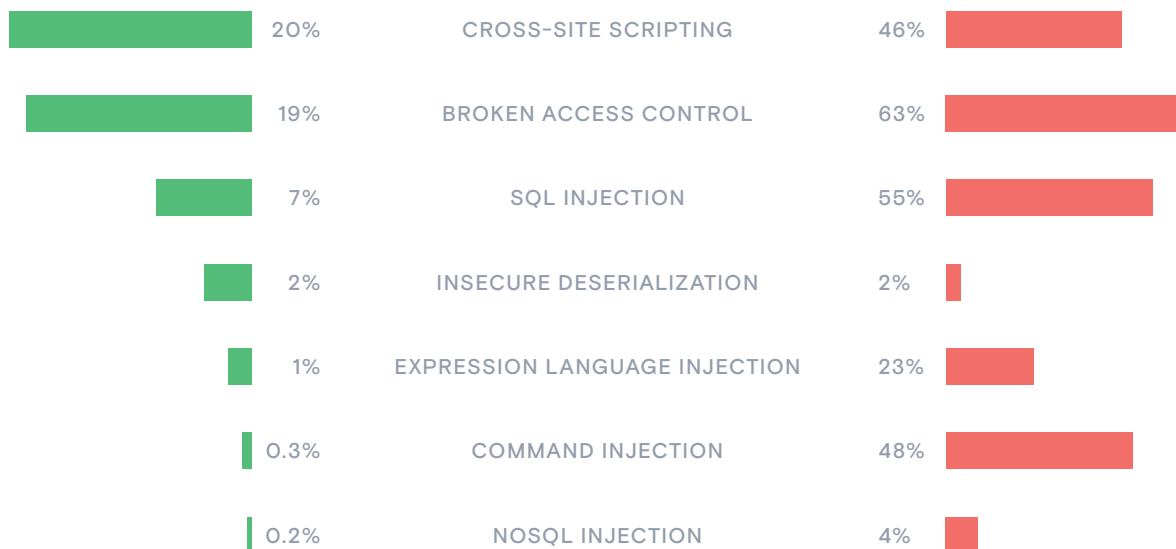 20% CROSS-SITE SCRIPTING 46%
19% BROKEN ACCESS CONTROL 63%
7% SQL INJECTION 55%
2% INSECURE DESERIALIZATION 2%
1% EXPRESSION LANGUAGE INJECTION 23%
0.3% COMMAND INJECTION 48%
0.2% NOSQL INJECTION 4%